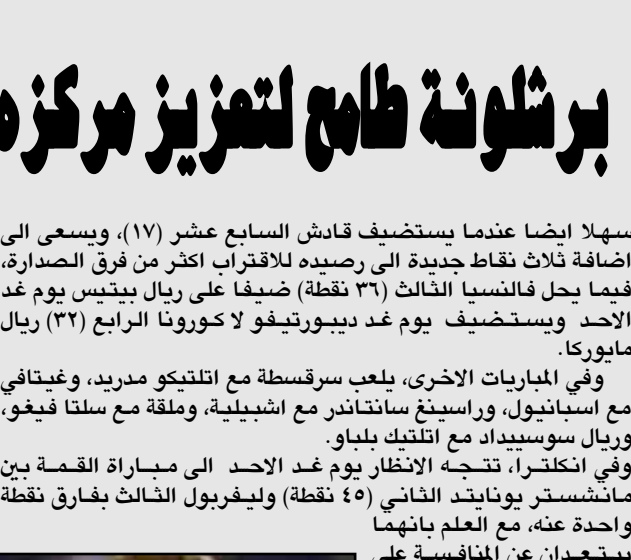 برشلونة طامع لتعزيز مركزه
سهلا ايضا عندما يستضيف قادش السابع عشر (١٧)، ويسعى الى
اضافة ثلاث نقاط جديدة الى رصيده للاقتراب اكثر من فرق الصدارة،
فيما يحل فالنسيا الثالث (٣٦ نقطة) ضيفا على ريال بيتيس يوم غد
الاحد ويستضيف يوم غد ديبورتيفو لا كورونا الرابع (٣٢) ريال
مايوركا.
وفي المباريات الاخرى، يلعب سرقسطة مع اتلتيكو مدريد، وغيتافي
مع اسبانيول، وراسينغ سانتاندر مع اشبيلية، وملقة مع سلتا فيغو،
وريال سوسييداد مع اتلتيك بلباو.
وفي انكلترا، تتجه الانظار يوم غد الاحد الى مباراة القمة بين
مانشستر يونايتد الثاني (٤٥ نقطة) وليفربول الثالث بفارق نقطة
واحدة عنه، مع العلم بانهما
يبتعدان عن المنافسة على